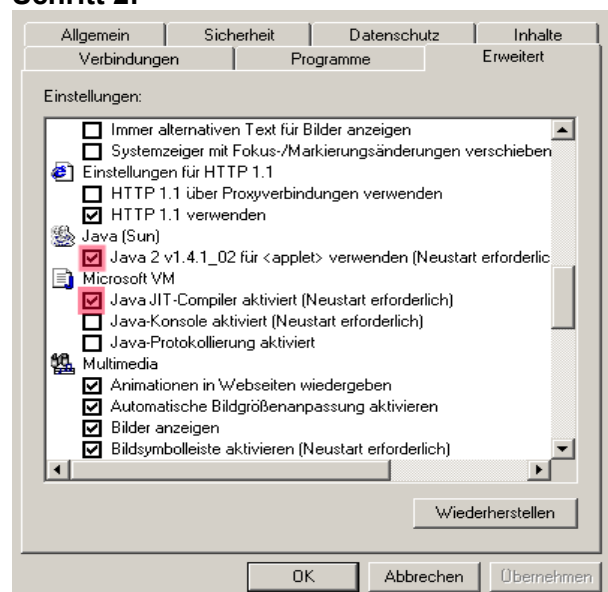 Schritt 2:
Allgemein Sicherheit Datenschutz Inhalte
Verbindungen Programme Erweitert
Einstellungen:
Immer alternativen Text für Bilder anzeigen
Systemzeiger mit Fokus-/Markierungsänderungen verschieben
Einstellungen für HTTP 1.1
HTTP 1.1 über Proxyverbindungen verwenden
HTTP 1.1 verwenden
Java (Sun)
Java 2 v1.4.1_02 für <applet> verwenden (Neustart erforderlic
Microsoft VM
Java JIT-Compiler aktiviert (Neustart erforderlich)
Java-Konsole aktiviert (Neustart erforderlich)
Java-Protokollierung aktiviert
Multimedia
Animationen in Webseiten wiedergeben
Automatische Bildgrößenanpassung aktivieren
Bilder anzeigen
Bildsymbolleiste aktivieren (Neustart erforderlich)
Wiederherstellen
OK Abbrechen Übernehmen